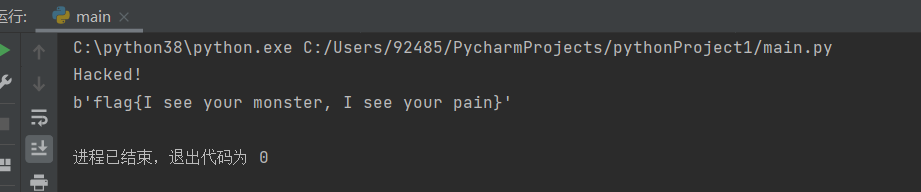 运行: main
C:\python38\python.exe C:/Users/92485/PycharmProjects/pythonProject1/main.py
Hacked!
b'flag{I see your monster, I see your pain}'
进程已结束，退出代码为 0